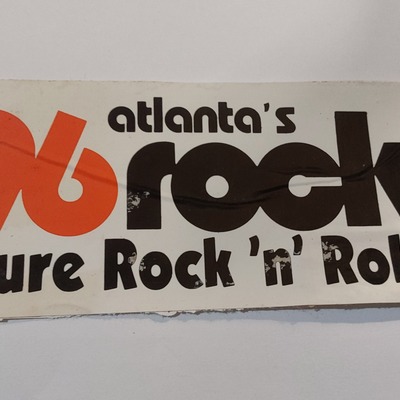 atlanta's
96rock
ure Rock 'n' Rol